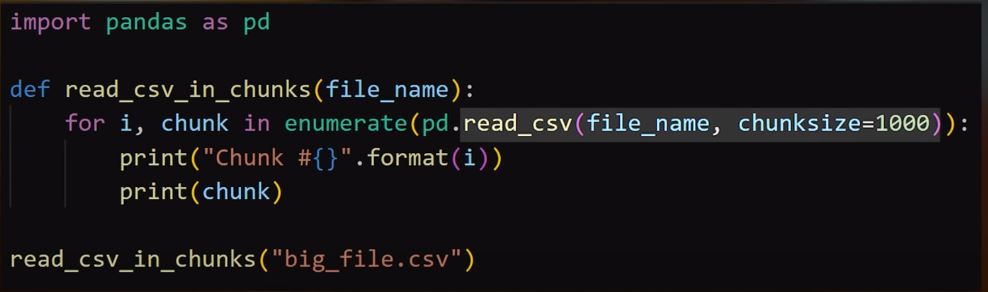 import pandas as pd
def read_csv_in_chunks(file_name):
    for i, chunk in enumerate(pd.read_csv(file_name, chunksize=1000)):
        print("Chunk #{}".format(i))
        print(chunk)
read_csv_in_chunks("big_file.csv")